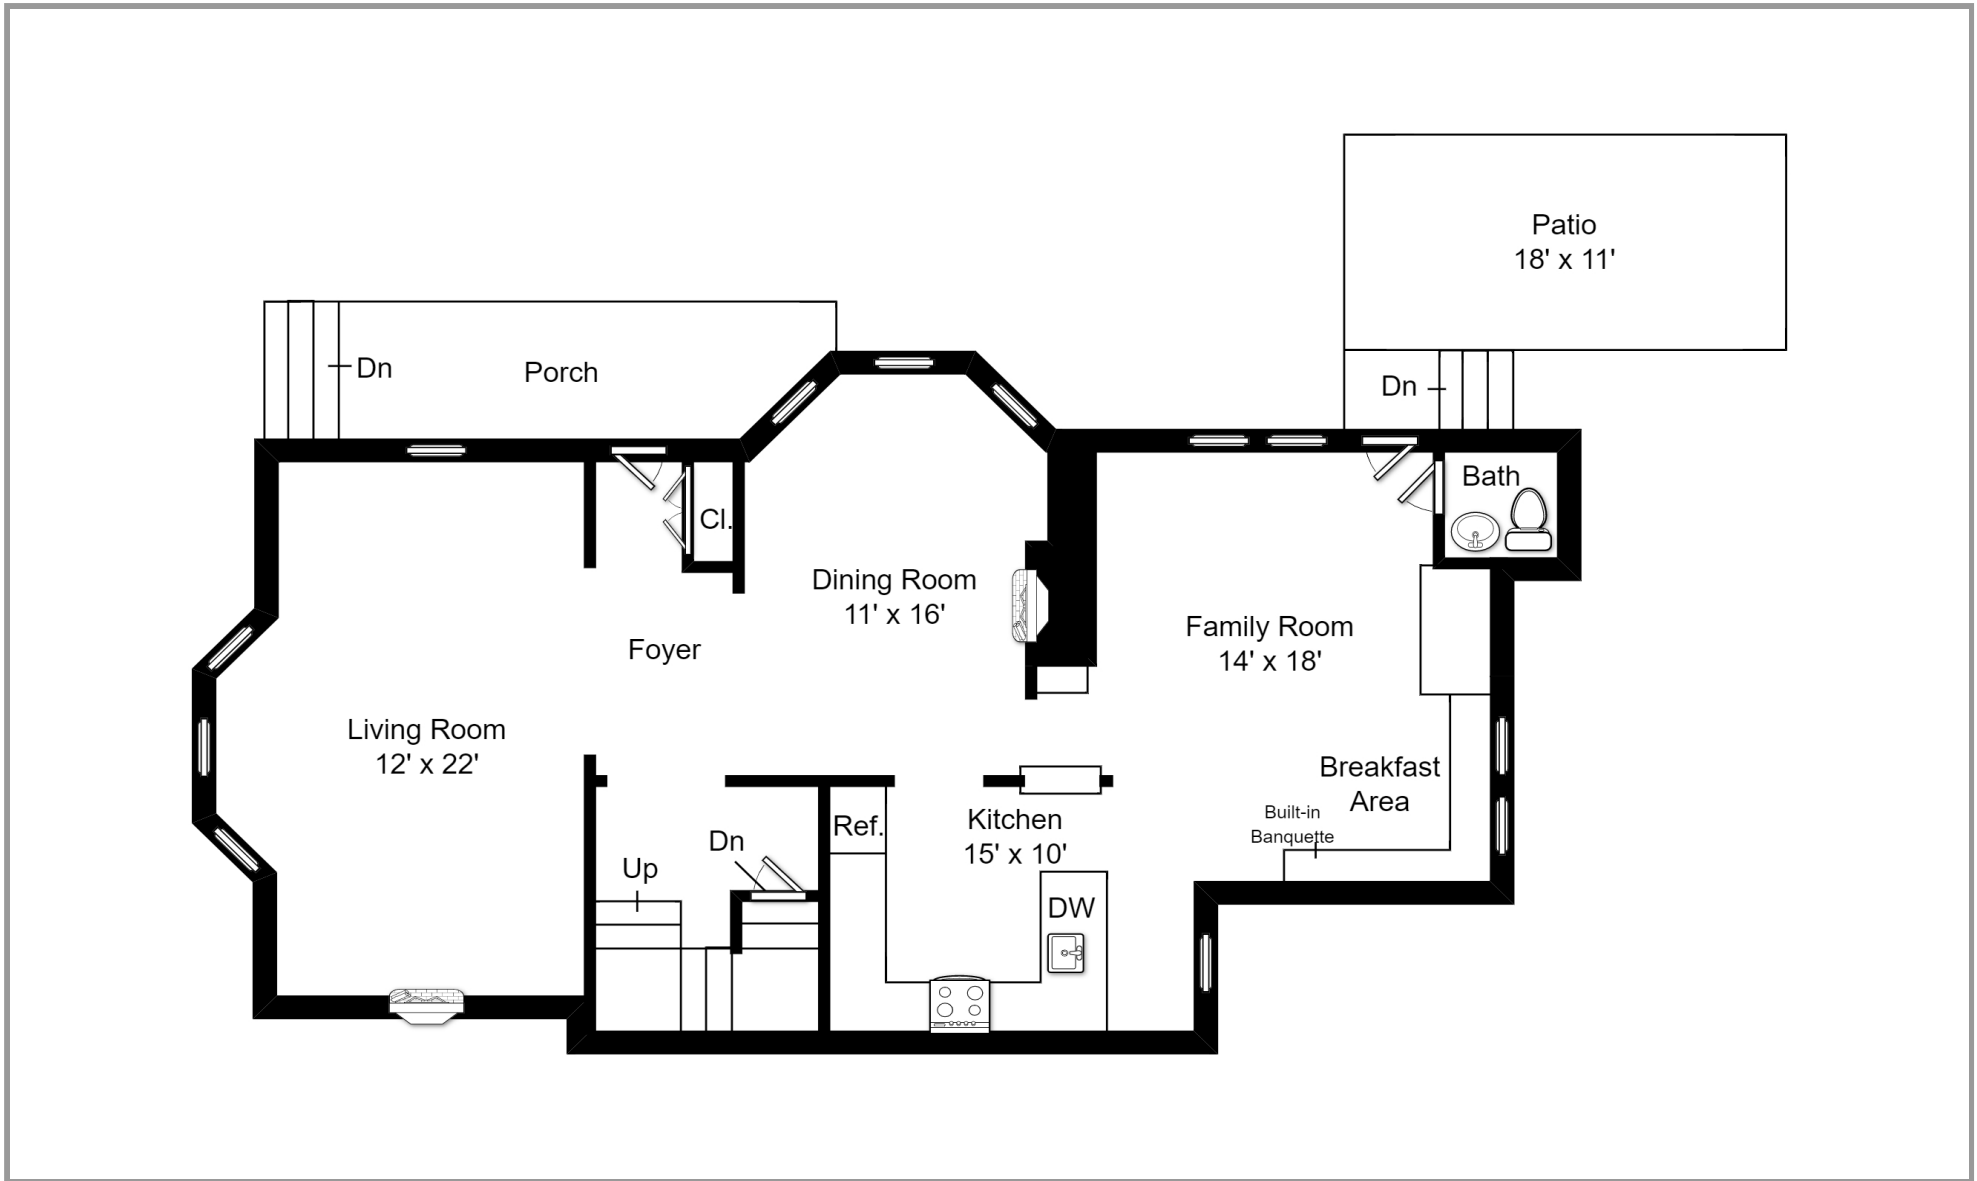 Patio
18' x 11'
Dn
Porch
Dn
Bath
Cl.
Dining Room
11' x 16'
Family Room
14' x 18'
Foyer
Living Room
12' x 22'
Breakfast
Area
Built-in
Banquette
Kitchen
15' x 10'
Ref.
Dn
Up
DW